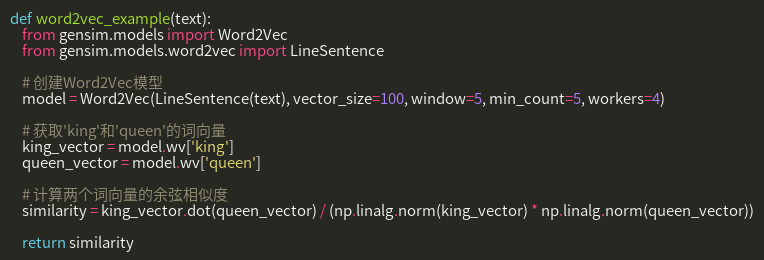 def word2vec_example(text):
    from gensim.models import Word2Vec
    from gensim.models.word2vec import LineSentence

    # 创建Word2Vec模型
    model = Word2Vec(LineSentence(text), vector_size=100, window=5, min_count=5, workers=4)

    # 获取'king'和'queen'的词向量
    king_vector = model.wv['king']
    queen_vector = model.wv['queen']

    # 计算两个词向量的余弦相似度
    similarity = king_vector.dot(queen_vector) / (np.linalg.norm(king_vector) * np.linalg.norm(queen_vector))

    return similarity